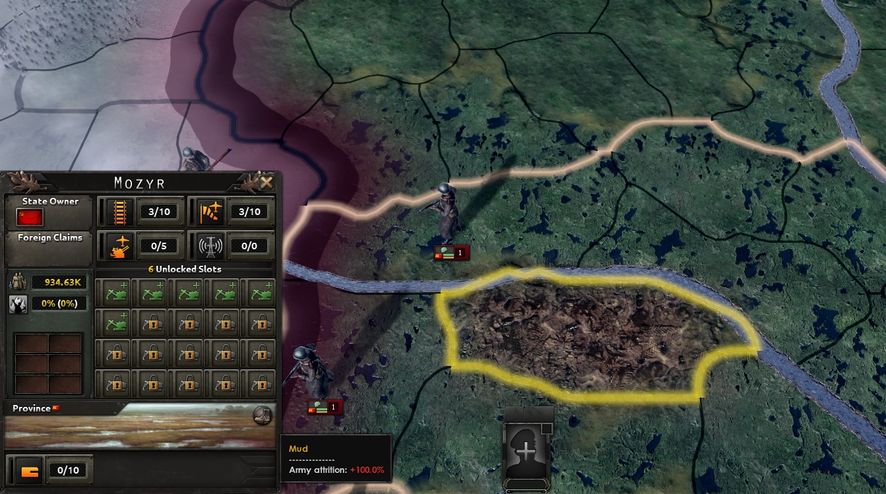 MOZYR
State Owner
3/10
3/10
Foreign Claims
0/5
0/0
6 Unlocked Slots
934.63K
0% (0%)
Province
0/10
1
1
Mud
--------------
Army attrition: +100.0%